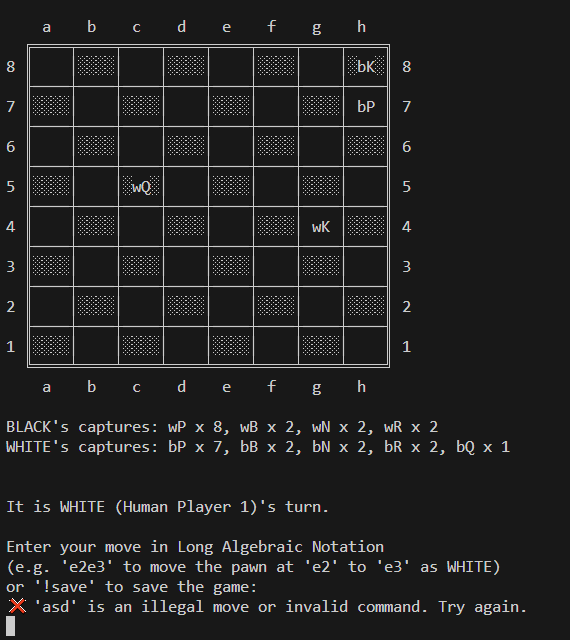 a b c d e f g h
8 bK 8
7 bP 7
6 6
5 wQ 5
4 wK 4
3 3
2 2
1 1
a b c d e f g h
BLACK's captures: wP x 8, wB x 2, wN x 2, wR x 2
WHITE's captures: bP x 7, bB x 2, bN x 2, bR x 2, bQ x 1
It is WHITE (Human Player 1)'s turn.
Enter your move in Long Algebraic Notation
(e.g. 'e2e3' to move the pawn at 'e2' to 'e3' as WHITE)
or '!save' to save the game:
❌ 'asd' is an illegal move or invalid command. Try again.